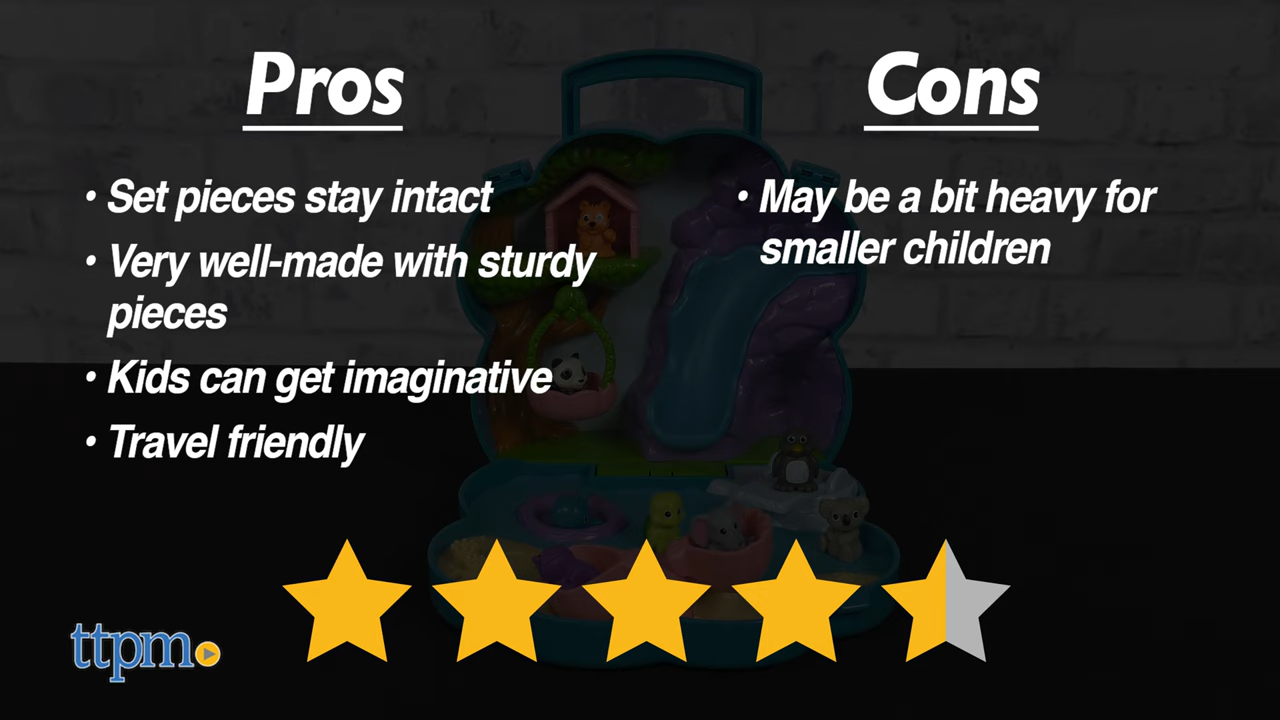 Pros
• Set pieces stay intact
• Very well-made with sturdy
pieces
• Kids can get imaginative
• Travel friendly
Cons
• May be a bit heavy for
smaller children
ttpm